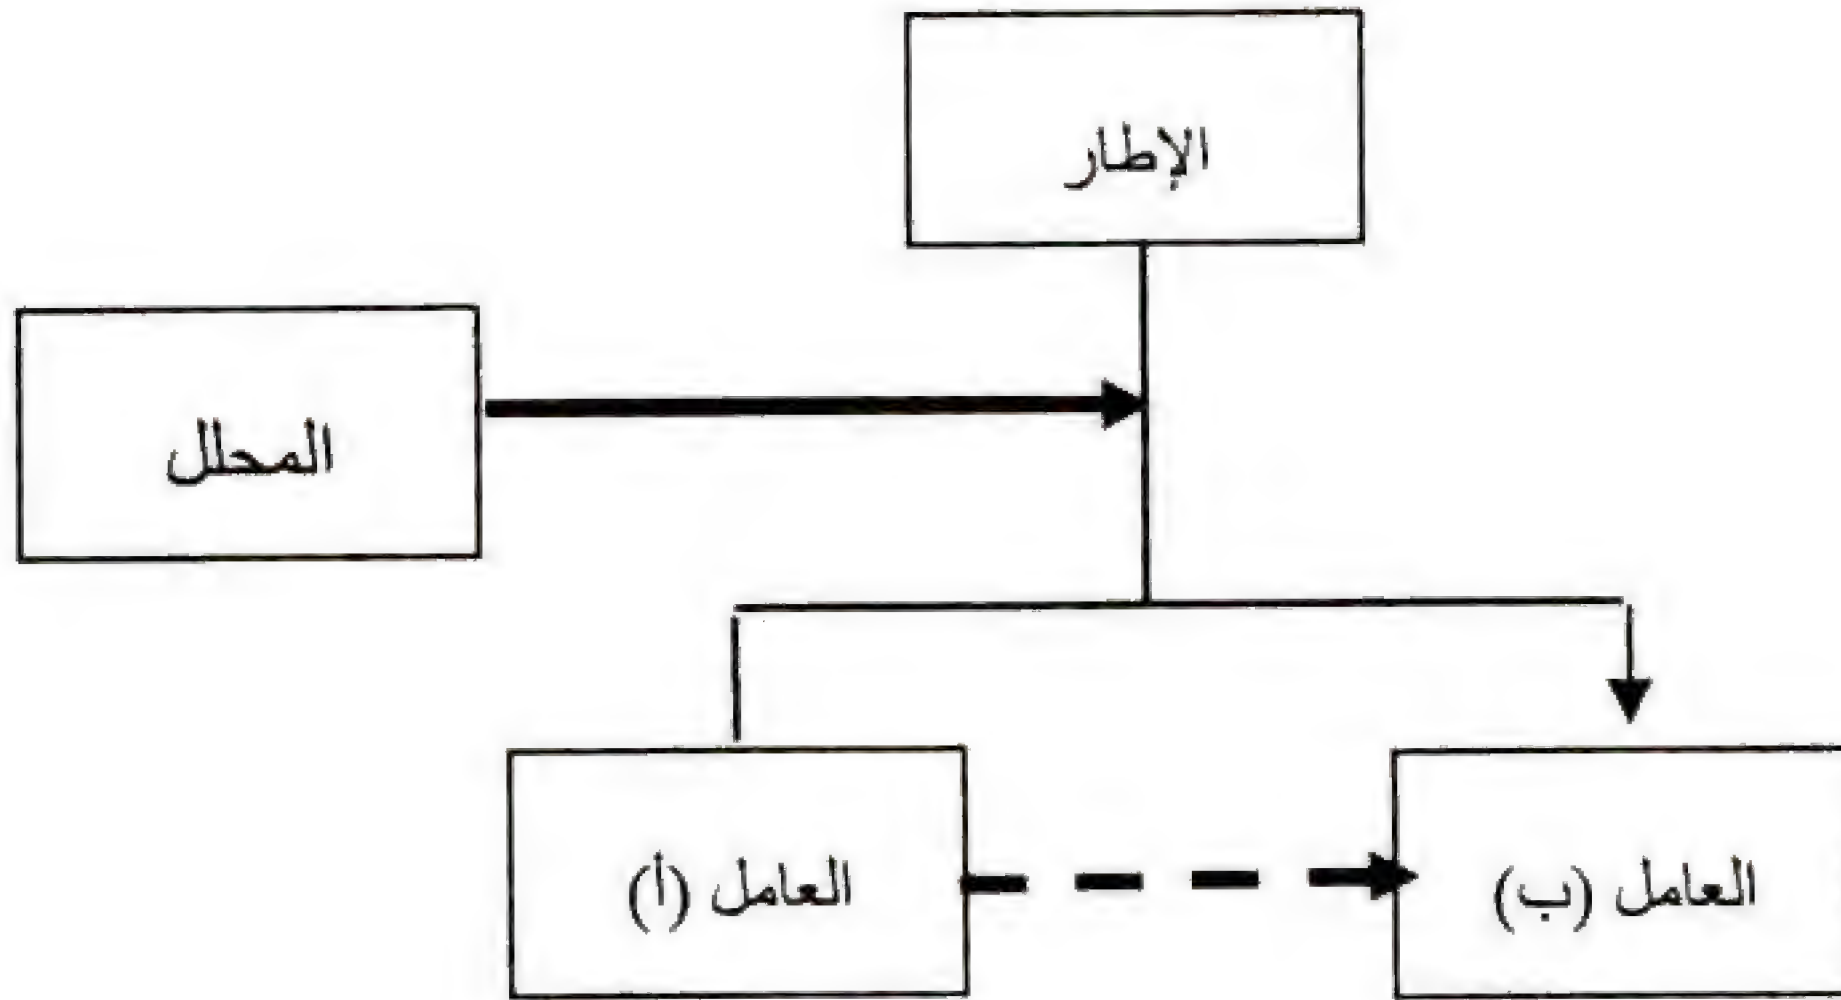 الإطار
المحلل
العامل (أ)
العامل (ب)